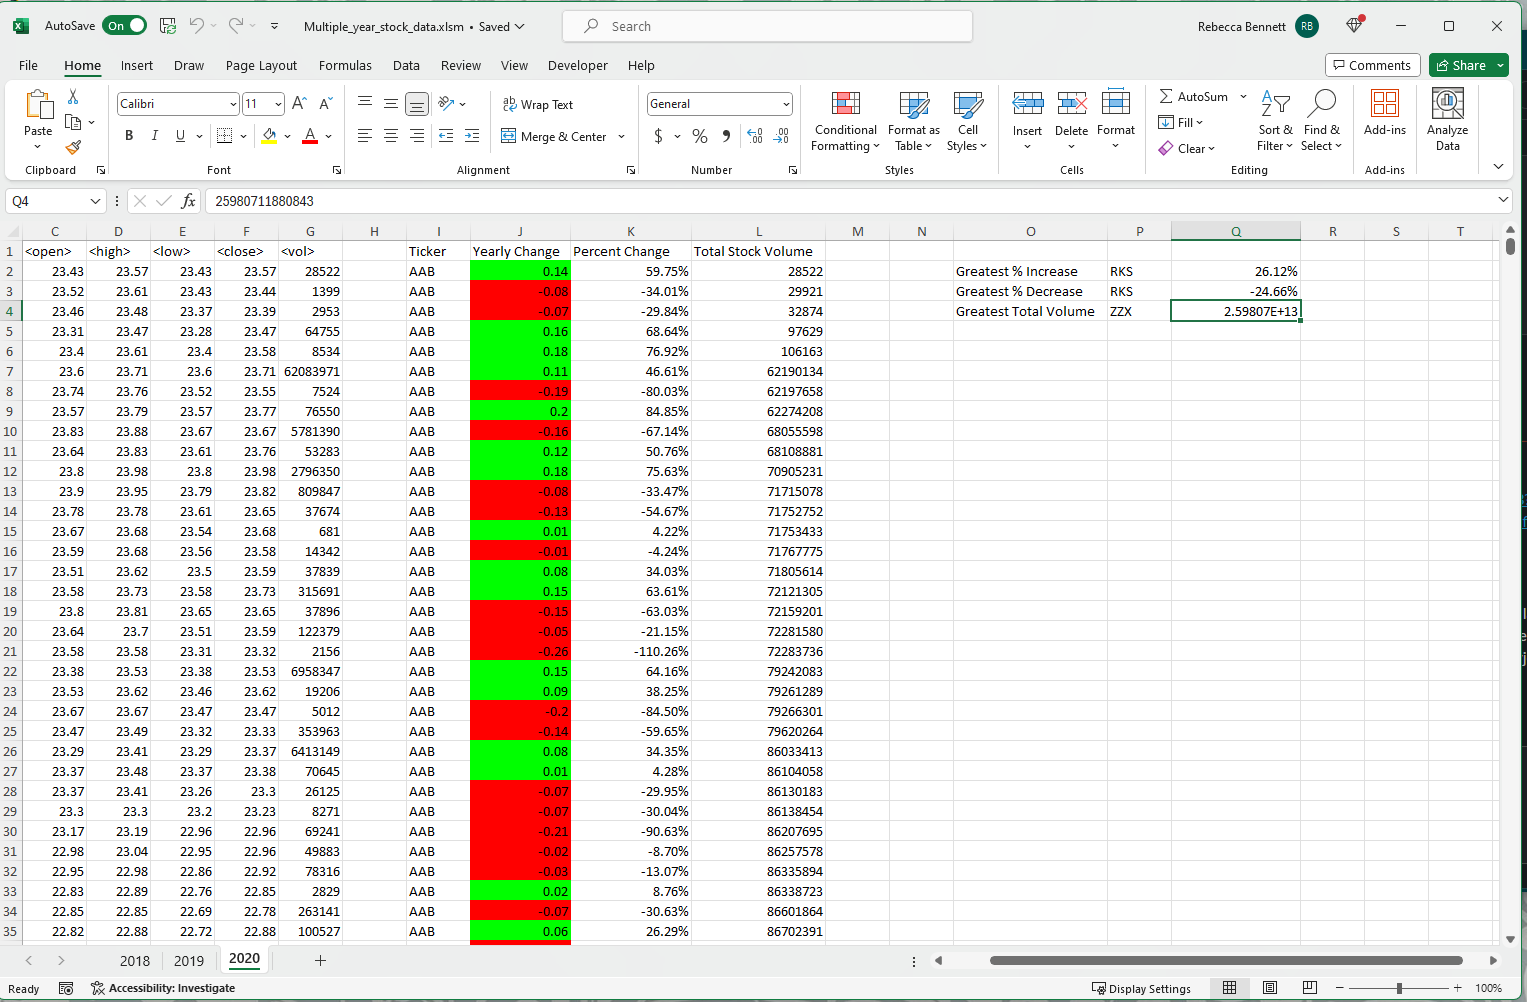 AutoSave On Multiple_year_stock_data.xlsm • Saved Search Rebecca Bennett RB
File Home Insert Draw Page Layout Formulas Data Review View Developer Help Comments Share
Paste Calibri 11 Wrap Text Merge & Center General Conditional Formatting Format as Table Cell Styles Insert Delete Format AutoSum Fill Clear Sort & Filter Find & Select Add-ins Analyze Data
Clipboard Font Alignment Number Styles Cells Editing Add-ins
Q4 fx 25980711880843
C D E F G H I J K L M N O P Q R S T
1 <open> <high> <low> <close> <vol> Ticker Yearly Change Percent Change Total Stock Volume
2 23.43 23.57 23.43 23.57 28522 AAB 0.14 59.75% 28522 Greatest % Increase RKS 26.12%
3 23.52 23.61 23.43 23.44 1399 AAB -0.08 -34.01% 29921 Greatest % Decrease RKS -24.66%
4 23.46 23.48 23.37 23.39 2953 AAB -0.07 -29.84% 32874 Greatest Total Volume ZZX 2.59807E+13
5 23.31 23.47 23.28 23.47 64755 AAB 0.16 68.64% 97629
6 23.4 23.61 23.4 23.58 8534 AAB 0.18 76.92% 106163
7 23.6 23.71 23.6 23.71 62083971 AAB 0.11 46.61% 62190134
8 23.74 23.76 23.52 23.55 7524 AAB -0.19 -80.03% 62197658
9 23.57 23.79 23.57 23.77 76550 AAB 0.2 84.85% 62274208
10 23.83 23.88 23.67 23.67 5781390 AAB -0.16 -67.14% 68055598
11 23.64 23.83 23.61 23.76 53283 AAB 0.12 50.76% 68108881
12 23.8 23.98 23.8 23.98 2796350 AAB 0.18 75.63% 70905231
13 23.9 23.95 23.79 23.82 809847 AAB -0.08 -33.47% 71715078
14 23.78 23.78 23.61 23.65 37674 AAB -0.13 -54.67% 71752752
15 23.67 23.68 23.54 23.68 681 AAB 0.01 4.22% 71753433
16 23.59 23.68 23.56 23.58 14342 AAB -0.01 -4.24% 71767775
17 23.51 23.62 23.5 23.59 37839 AAB 0.08 34.03% 71805614
18 23.58 23.73 23.58 23.73 315691 AAB 0.15 63.61% 72121305
19 23.8 23.81 23.65 23.65 37896 AAB -0.15 -63.03% 72159201
20 23.64 23.7 23.51 23.59 122379 AAB -0.05 -21.15% 72281580
21 23.58 23.58 23.31 23.32 2156 AAB -0.26 -110.26% 72283736
22 23.38 23.53 23.38 23.53 6958347 AAB 0.15 64.16% 79242083
23 23.53 23.62 23.46 23.62 19206 AAB 0.09 38.25% 79261289
24 23.67 23.67 23.47 23.47 5012 AAB -0.2 -84.50% 79266301
25 23.47 23.49 23.32 23.33 353963 AAB -0.14 -59.65% 79620264
26 23.29 23.41 23.29 23.37 6413149 AAB 0.08 34.35% 86033413
27 23.37 23.48 23.37 23.38 70645 AAB 0.01 4.28% 86104058
28 23.37 23.41 23.26 23.3 26125 AAB -0.07 -29.95% 86130183
29 23.3 23.3 23.2 23.23 8271 AAB -0.07 -30.04% 86138454
30 23.17 23.19 22.96 22.96 69241 AAB -0.21 -90.63% 86207695
31 22.98 23.04 22.95 22.96 49883 AAB -0.02 -8.70% 86257578
32 22.95 22.98 22.86 22.92 78316 AAB -0.03 -13.07% 86335894
33 22.83 22.89 22.76 22.85 2829 AAB 0.02 8.76% 86338723
34 22.85 22.85 22.69 22.78 263141 AAB -0.07 -30.63% 86601864
35 22.82 22.88 22.72 22.88 100527 AAB 0.06 26.29% 86702391
2018 2019 2020
Ready Accessibility: Investigate Display Settings 100%